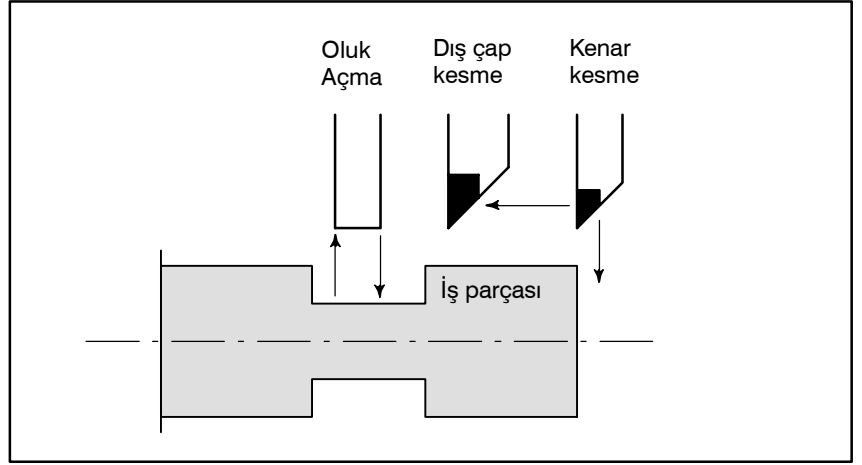 Oluk
Açma
Dış çap
kesme
Kenar
kesme
İş parçası